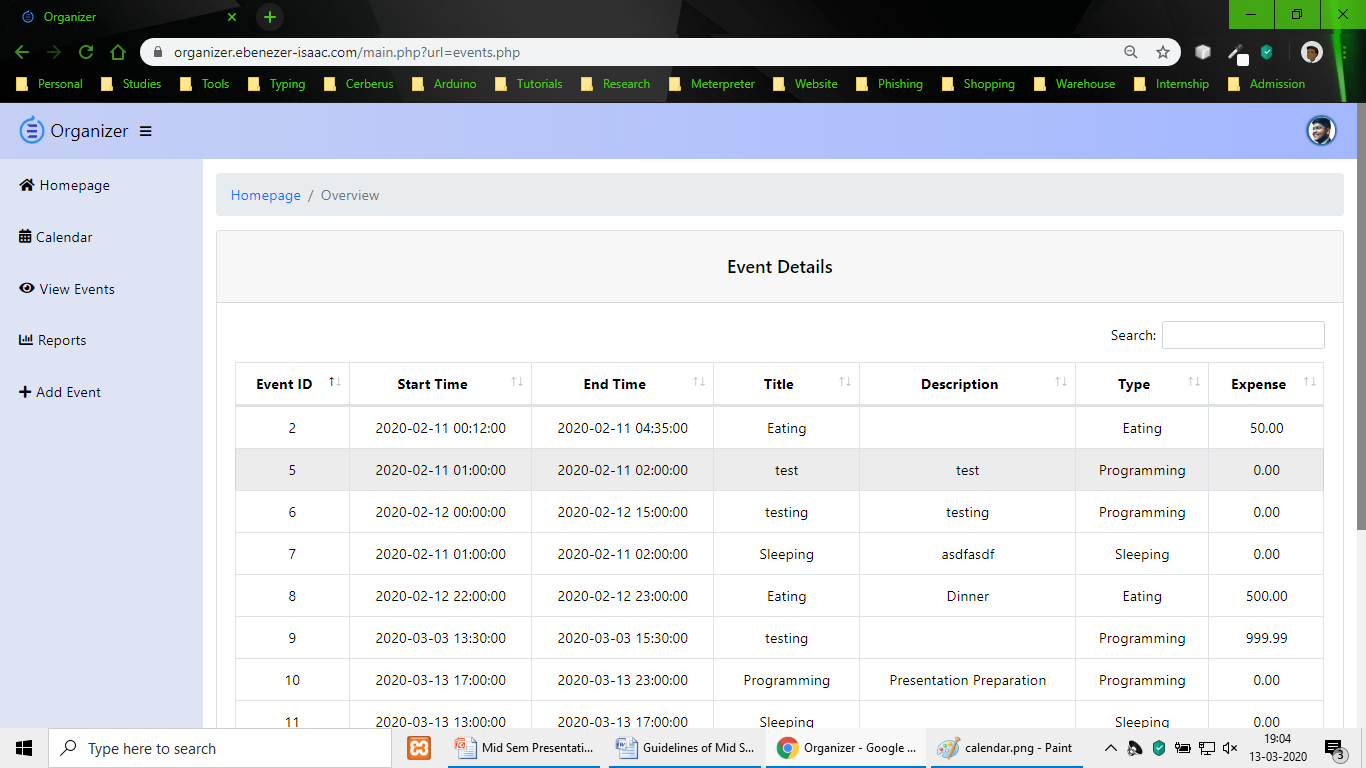 Organizer
organizer.ebenezer-isaac.com/main.php?url=events.php
Personal Studies Tools Typing Cerberus Arduino Tutorials Research Meterpreter Website Phishing Shopping Warehouse Internship Admission
Organizer
Homepage
Calendar
View Events
Reports
Add Event
Homepage / Overview
Event Details
Search:
Event ID Start Time End Time Title Description Type Expense
2 2020-02-11 00:12:00 2020-02-11 04:35:00 Eating Eating 50.00
5 2020-02-11 01:00:00 2020-02-11 02:00:00 test test Programming 0.00
6 2020-02-12 00:00:00 2020-02-12 15:00:00 testing testing Programming 0.00
7 2020-02-11 01:00:00 2020-02-11 02:00:00 Sleeping asdfasdf Sleeping 0.00
8 2020-02-12 22:00:00 2020-02-12 23:00:00 Eating Dinner Eating 500.00
9 2020-03-03 13:30:00 2020-03-03 15:30:00 testing Programming 999.99
10 2020-03-13 17:00:00 2020-03-13 23:00:00 Programming Presentation Preparation Programming 0.00
11 2020-03-13 13:00:00 2020-03-13 17:00:00 Sleeping Sleeping 0.00
Type here to search
Mid Sem Presentati...
Guidelines of Mid S...
Organizer - Google ...
calendar.png - Paint
19:04
13-03-2020
3